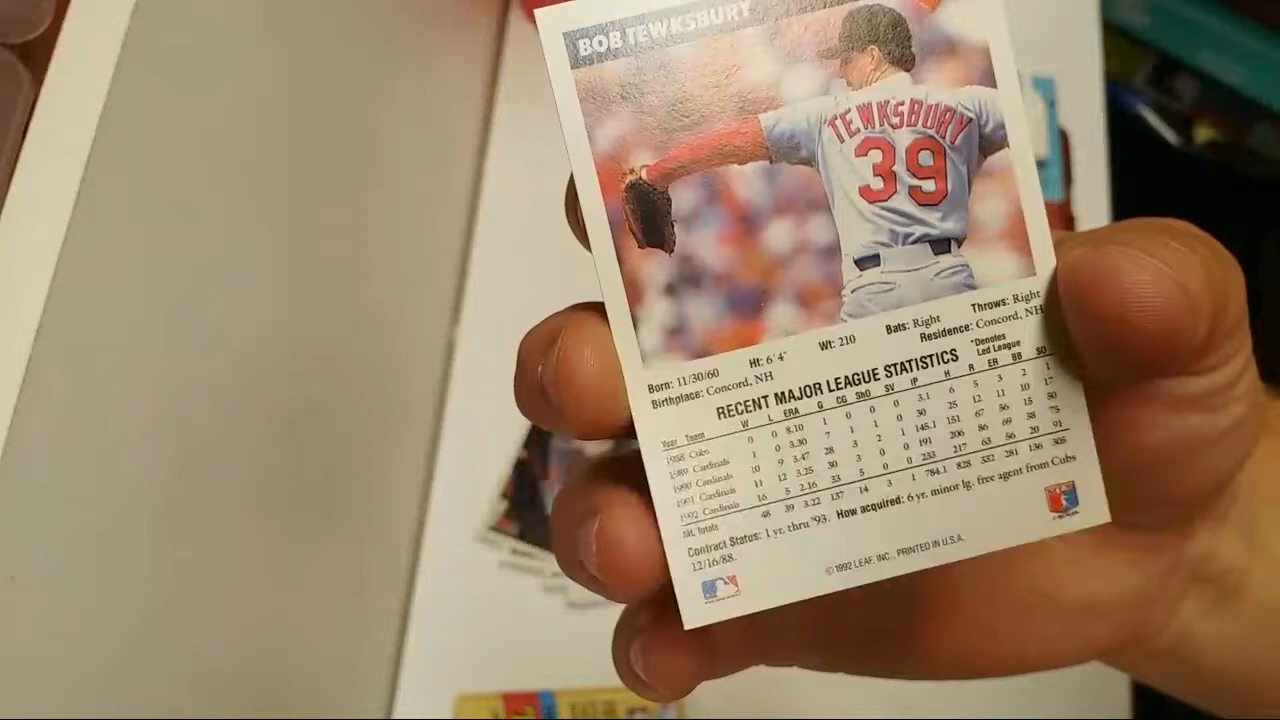 BOB TEWKSBURY
TEWKSBURY
39
Born: 11/30/60 Ht: 6' 4" Wt: 210 Bats: Right Throws: Right
Birthplace: Concord, NH Residence: Concord, NH
RECENT MAJOR LEAGUE STATISTICS *Denotes Led League
Year Team W L ERA G CG ShO SV IP H R ER BB SO
1988 Cubs 0 0 8.10 1 0 0 0 3.1 6 5 3 2 1
1989 Cardinals 1 0 3.30 7 1 1 0 30 25 12 11 10 17
1990 Cardinals 10 9 3.47 28 3 2 1 145.1 151 67 56 15 50
1991 Cardinals 11 12 3.25 30 3 0 0 191 206 86 69 38 75
1992 Cardinals 16 5 2.16 33 5 0 0 233 217 63 56 20 91
ML Totals 48 39 3.22 137 14 3 1 784.1 828 332 281 136 305
Contract Status: 1 yr. thru '93. How acquired: 6 yr. minor lg. free agent from Cubs
12/16/88.
©1992 LEAF, INC., PRINTED IN U.S.A.